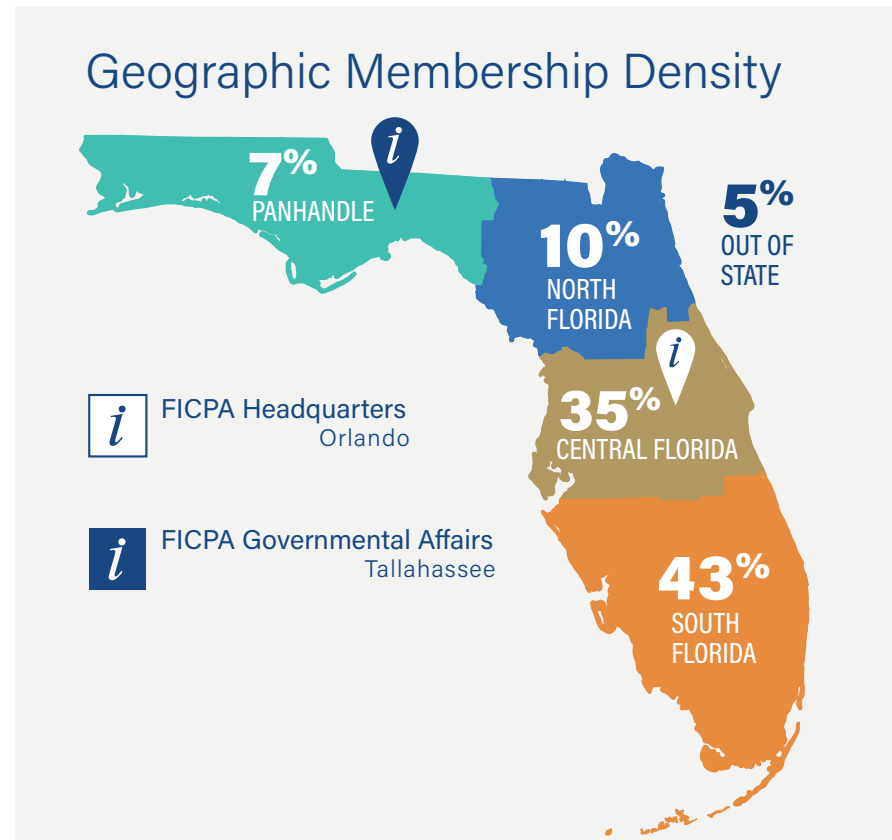 Geographic Membership Density
i
7%
PANHANDLE
10%
NORTH
FLORIDA
5%
OUT OF
STATE
i
35%
CENTRAL FLORIDA
i
FICPA Headquarters
Orlando
i
FICPA Governmental Affairs
Tallahassee
43%
SOUTH
FLORIDA